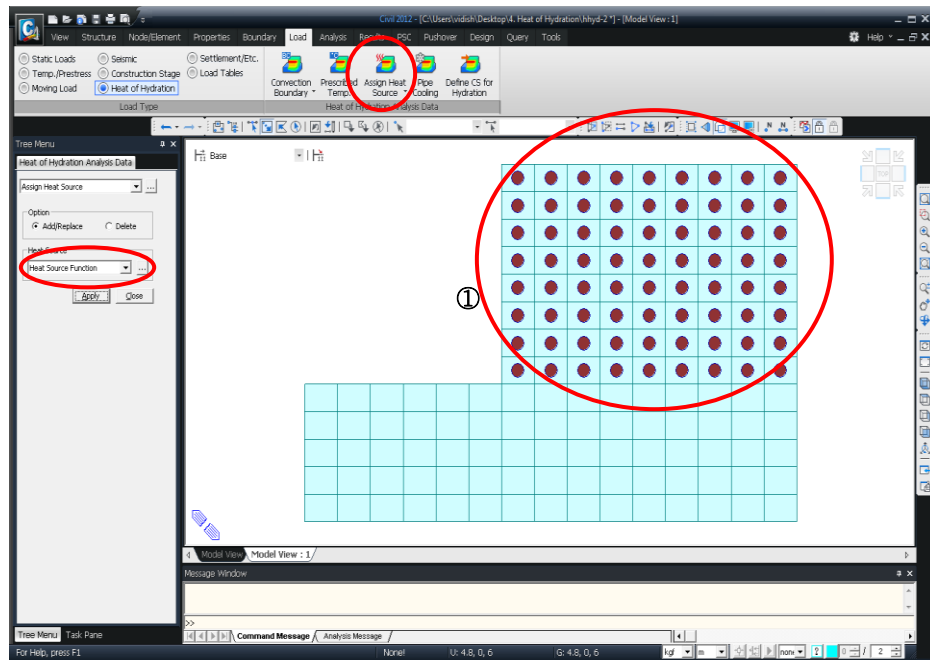 Civil 2012 - [C:\Users\vidish\Desktop\4. Heat of Hydration\hhyd-2 *] - [Model View : 1]
View Structure Node/Element Properties Boundary Load Analysis Results PSC Pushover Design Query Tools Help
Static Loads Seismic Settlement/Etc.
Temp./Prestress Construction Stage Load Tables
Moving Load Heat of Hydration
Convection Boundary Prescribed Temp. Assign Heat Source Pipe Cooling Define CS for Hydration
Load Type Heat of Hydration Analysis Data
Tree Menu
Base
TOP
Heat of Hydration Analysis Data
Assign Heat Source ...
Option
Add/Replace Delete
Heat Source
Heat Source Function ...
Apply Close
①
Model View Model View : 1
Message Window
>>
Tree Menu Task Pane Command Message Analysis Message
For Help, press F1 None! U: 4.8, 0, 6 G: 4.8, 0, 6 kgf m non ? 0 / 2